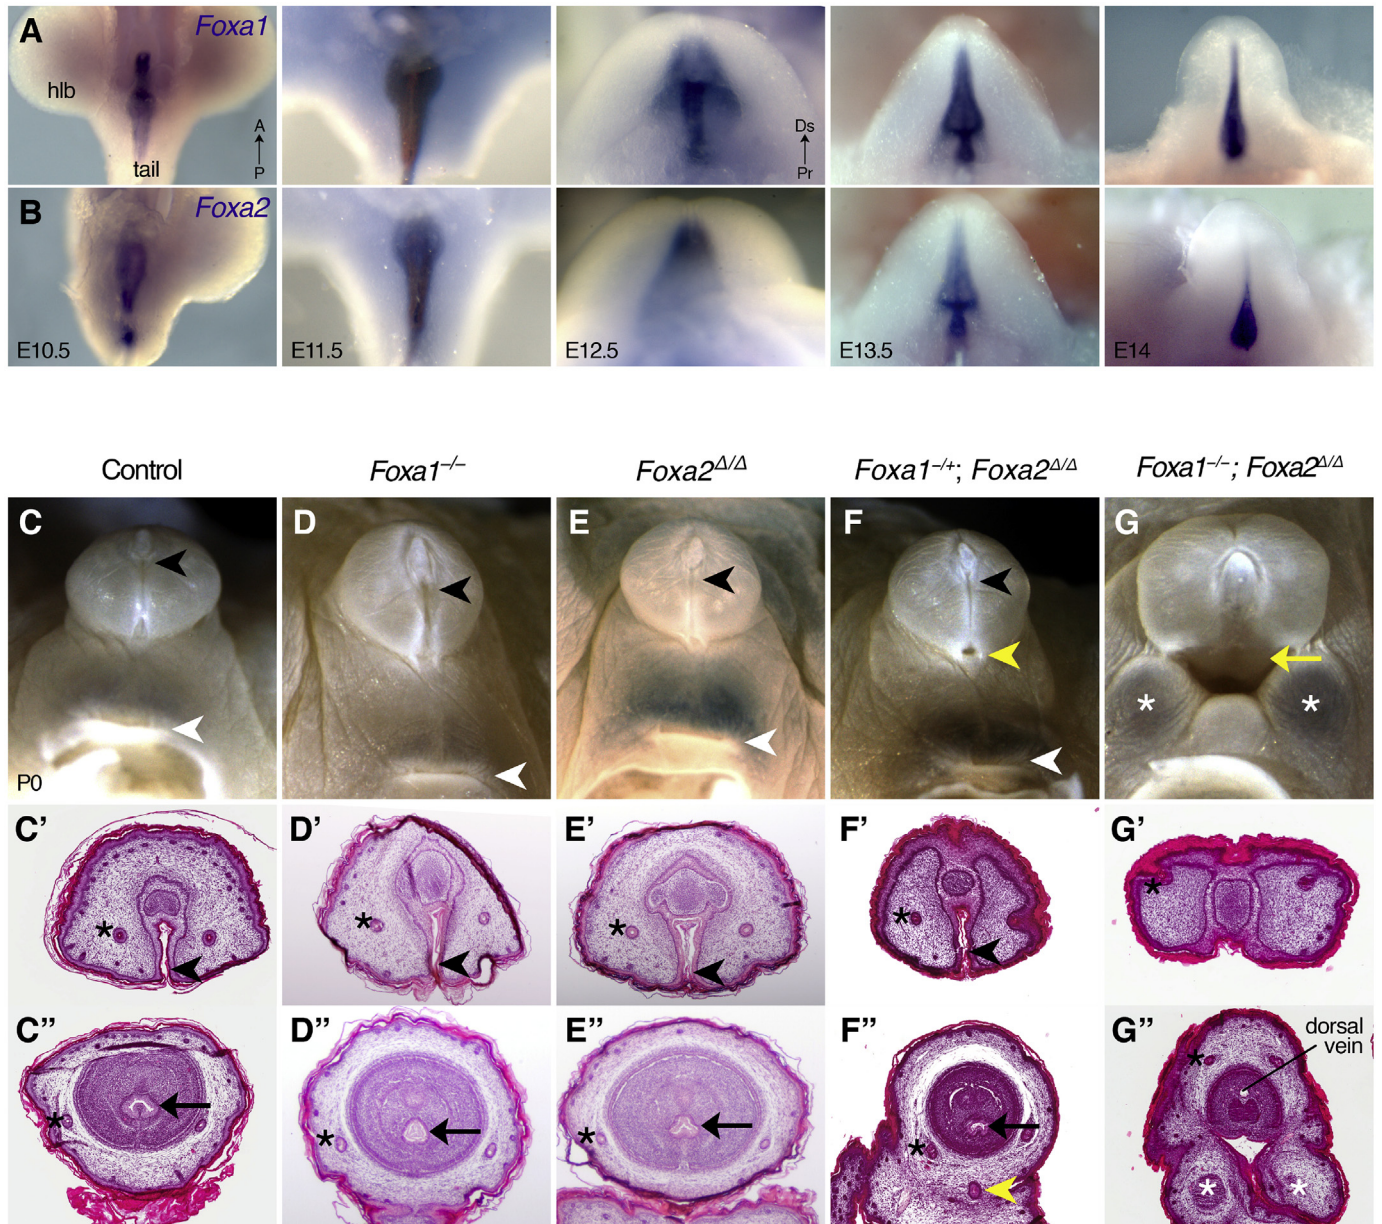 A Foxa1
hlb
tail
A
P
Ds
Pr
B Foxa2
E10.5
E11.5
E12.5
E13.5
E14
Control
Foxa1–/–
Foxa2Δ/Δ
Foxa1–/+; Foxa2Δ/Δ
Foxa1–/–; Foxa2Δ/Δ
C
D
E
F
G
*
*
P0
C’
D’
E’
F’
G’
*
*
*
*
*
C”
D”
E”
F”
G”
dorsal
vein
*
*
*
*
*
*
*